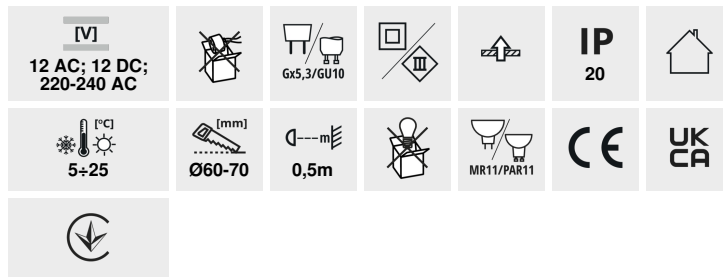 [V]
12 AC; 12 DC;
220-240 AC
Gx5,3/GU10
III
IP
20
[°C]
5÷25
[mm]
Ø60-70
m
0,5m
MR11/PAR11
CE
UK
CA